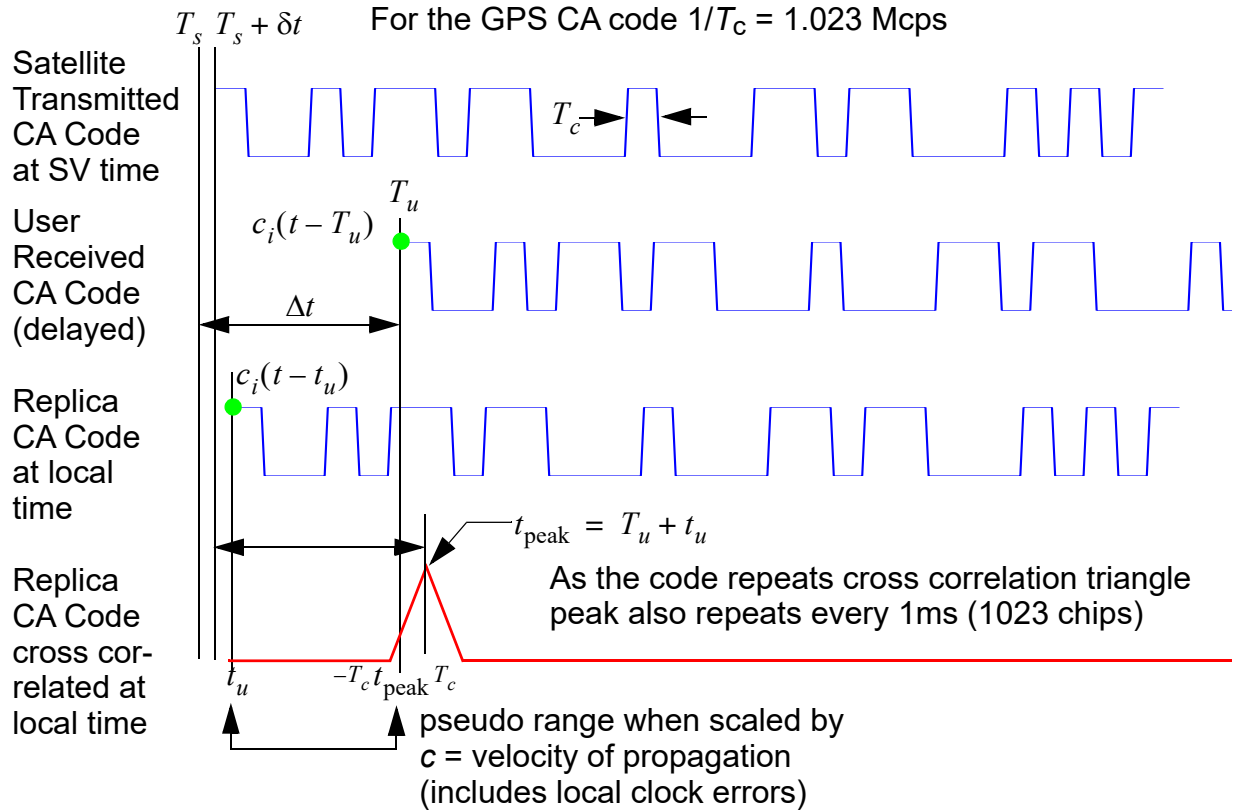 For the GPS CA code 1/T_c = 1.023 Mcps
T_s T_s + δt
Satellite
Transmitted
CA Code
at SV time
T_c
User
Received
CA Code
(delayed)
T_u
c_i(t – T_u)
Δt
Replica
CA Code
at local
time
c_i(t – t_u)
t_peak = T_u + t_u
Replica
CA Code
cross cor-
related at
local time
As the code repeats cross correlation triangle
peak also repeats every 1ms (1023 chips)
t_u –T_c t_peak T_c
pseudo range when scaled by
c = velocity of propagation
(includes local clock errors)